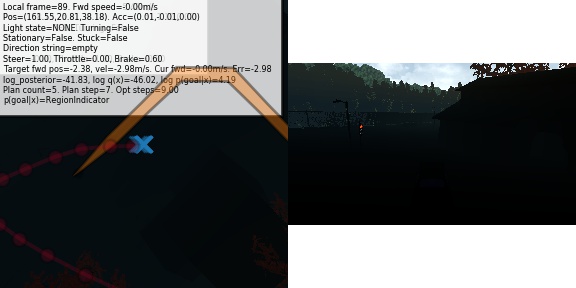 Local frame=89. Fwd speed=-0.00m/s
Pos=(161.55,20.81,38.18). Acc=(0.01,-0.01,0.00)
Light state=NONE. Turning=False
Stationary=False. Stuck=False
Direction string=empty
Steer=1.00, Throttle=0.00, Brake=0.60
Target fwd pos=-2.38, vel=-2.98m/s. Cur fwd=-0.00m/s. Err=-2.98
log_posterior=-41.83, log q(x)=-46.02, log p(goal|x)=4.19
Plan count=5. Plan step=7. Opt steps=9.00
p(goal|x)=RegionIndicator